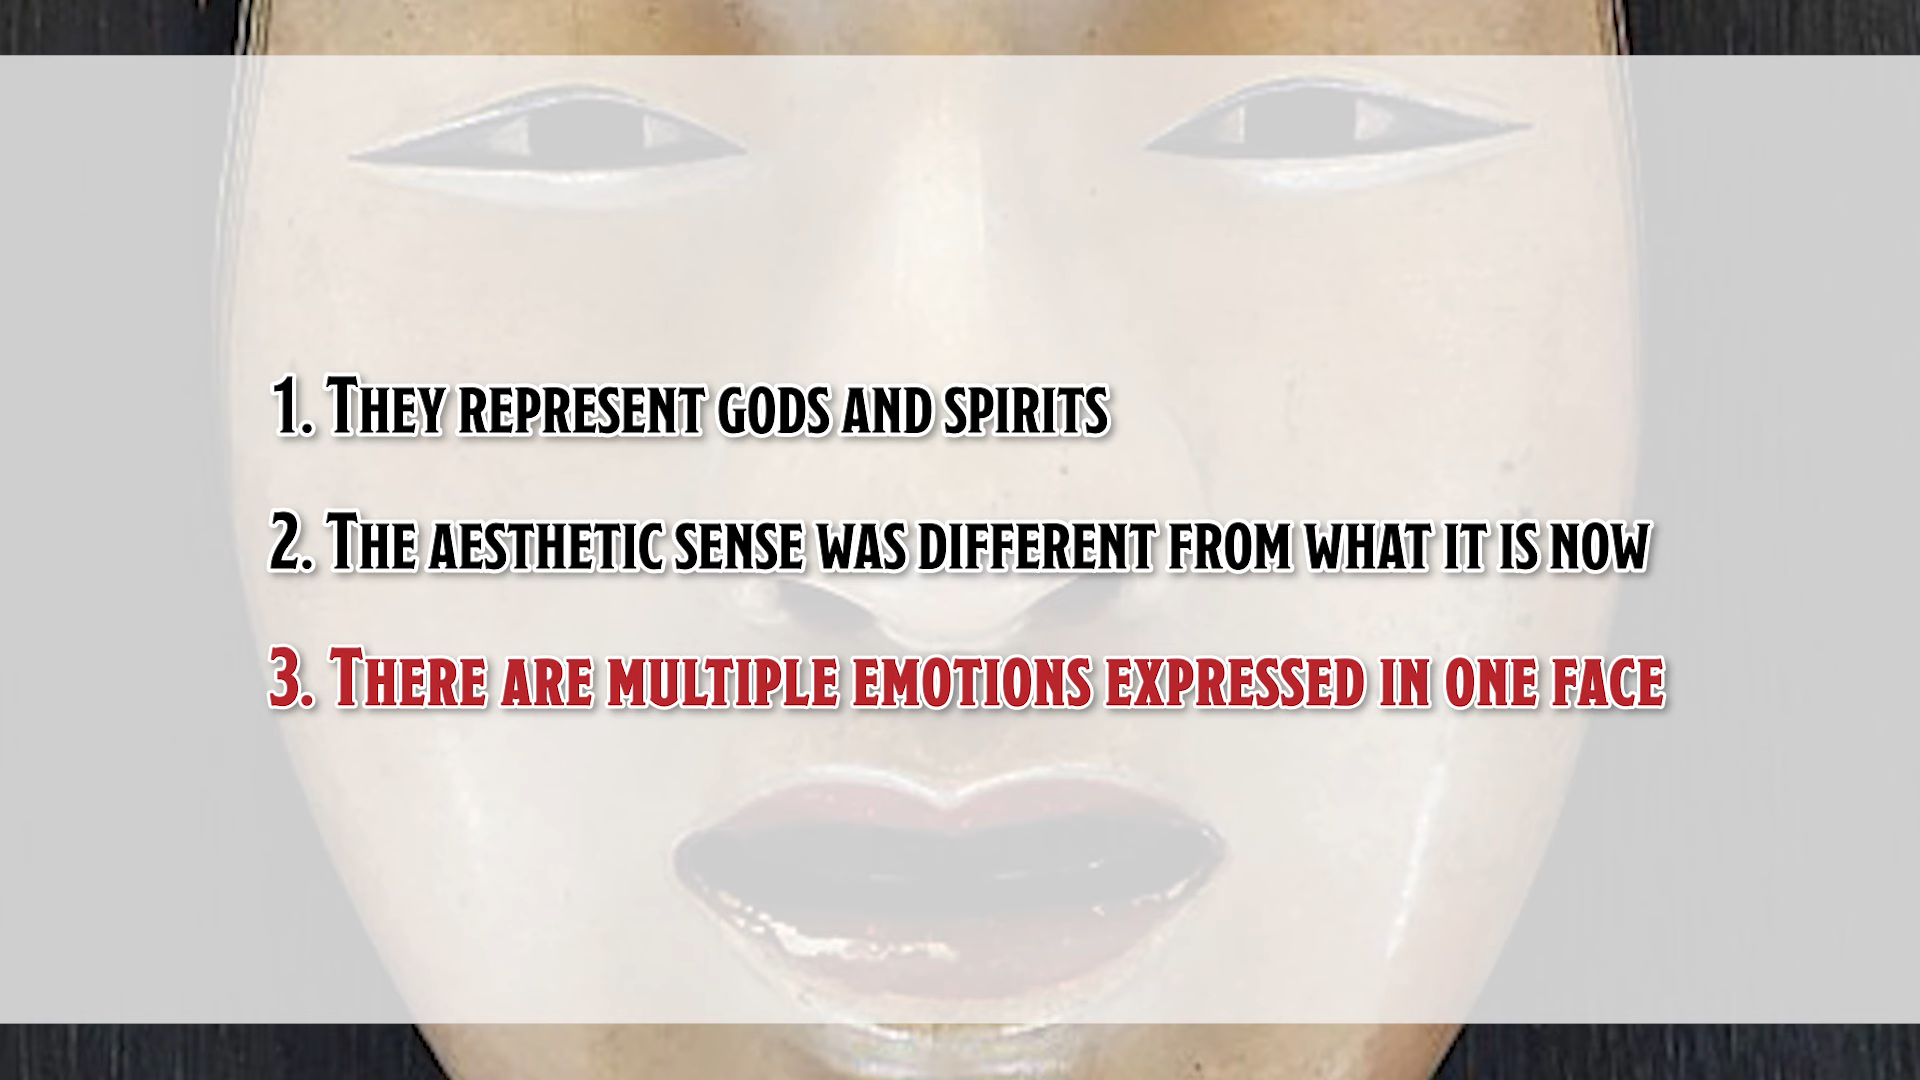 1. They represent gods and spirits
2. The aesthetic sense was different from what it is now
3. There are multiple emotions expressed in one face